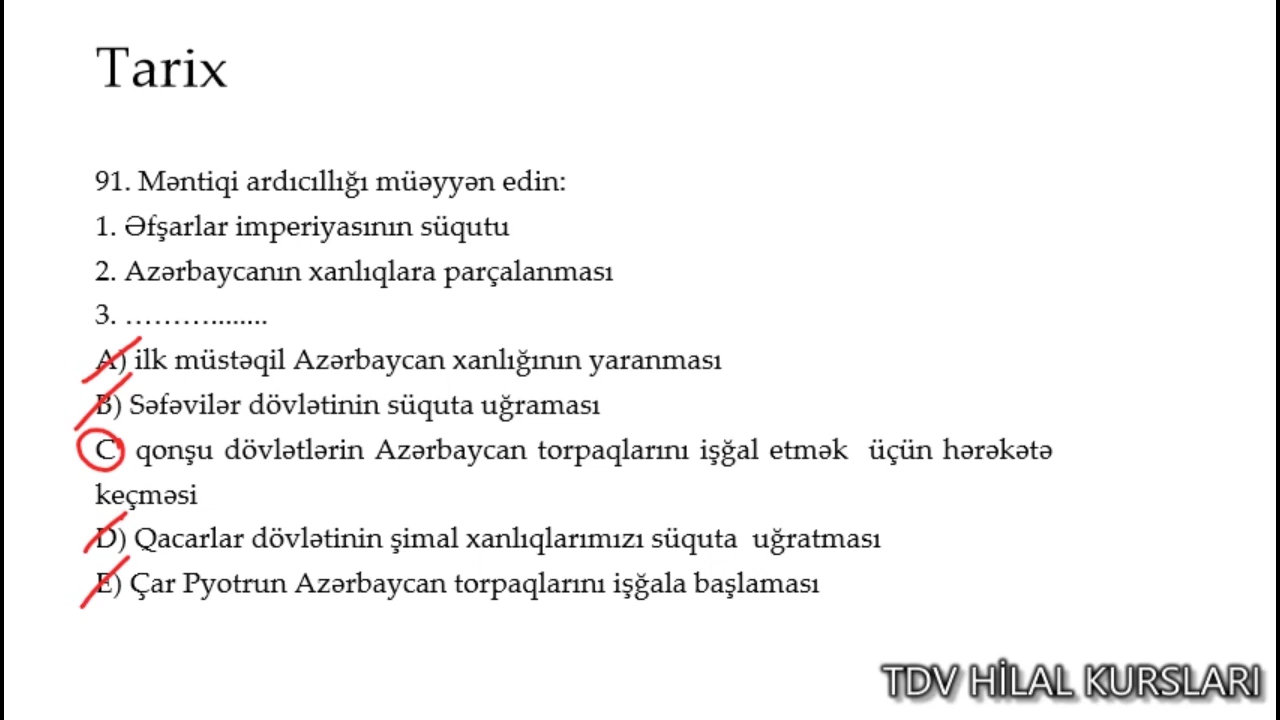 Tarix
91. Məntiqi ardıcıllığı müəyyən edin:
1. Əfşarlar imperiyasının süqutu
2. Azərbaycanın xanlıqlara parçalanması
3. ………........
A) ilk müstəqil Azərbaycan xanlığının yaranması
B) Səfəvilər dövlətinin süquta uğraması
C) qonşu dövlətlərin Azərbaycan torpaqlarını işğal etmək üçün hərəkətə
keçməsi
D) Qacarlar dövlətinin şimal xanlıqlarımızı süquta uğratması
E) Çar Pyotrun Azərbaycan torpaqlarını işğala başlaması
TDV HİLAL KURSLARI